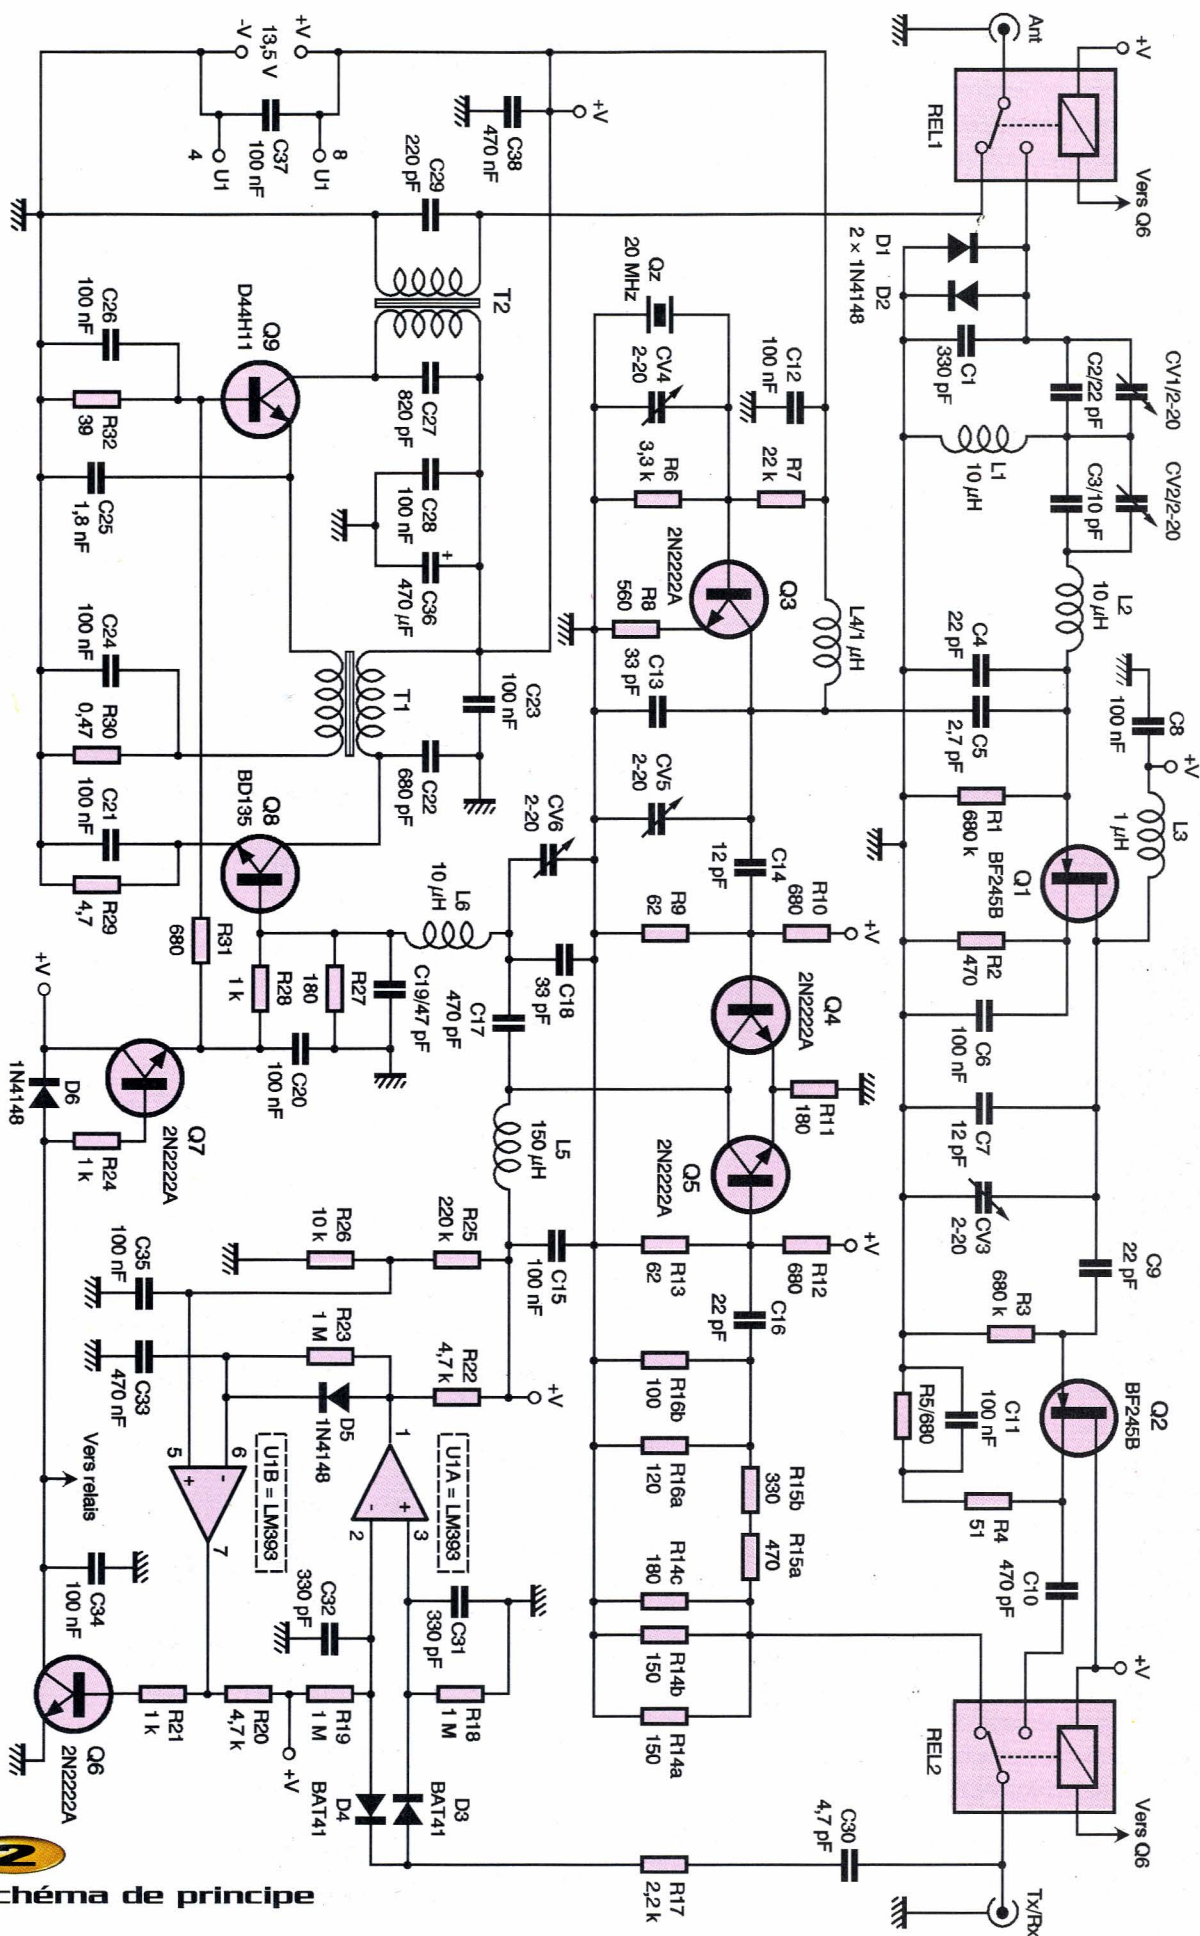 Ant
+V
REL1
Vers Q6
D1
D2
2 × 1N4148
C1
330 pF
CV1/2-20
C2/22 pF
L1
10 µH
CV2/2-20
C3/10 pF
L2
10 µH
C4
22 pF
C5
2,7 pF
C8
100 nF
+V
L3
1 µH
R1
680 k
Q1
BF245B
R2
470
C6
100 nF
C7
12 pF
CV3
2-20
C9
22 pF
R3
680 k
Q2
BF245B
C11
100 nF
R5/680
R4
51
C10
470 pF
+V
REL2
Vers Q6
Tx/Rx
Qz
20 MHz
CV4
2-20
C12
100 nF
R6
3,3 k
R7
22 k
Q3
2N2222A
R8
560
L4/1 µH
C13
33 pF
CV5
2-20
C14
12 pF
R9
62
R10
680
+V
Q4
2N2222A
R11
180
Q5
2N2222A
R12
680
+V
R13
62
C16
22 pF
R16b
100
R16a
120
R15b
330
R15a
470
R14c
180
R14b
150
R14a
150
C30
4,7 pF
R17
2,2 k
+V
13,5 V
-V
C37
100 nF
8
U1
4
U1
C38
470 nF
+V
C29
220 pF
T2
C26
100 nF
R32
39
Q9
D44H11
C27
820 pF
C28
100 nF
+
C36
470 µF
C25
1,8 nF
T1
C24
100 nF
R30
0,47
C23
100 nF
C22
680 pF
C21
100 nF
R29
4,7
Q8
BD135
R31
680
CV6
2-20
L6
10 µH
C18
33 pF
C17
470 pF
C19/47 pF
R27
180
R28
1 k
C20
100 nF
+V
D6
1N4148
Q7
2N2222A
R24
1 k
L5
150 µH
C15
100 nF
R25
220 k
R26
10 k
C35
100 nF
R23
1 M
C33
470 nF
R22
4,7 k
+V
D5
1N4148
1
+
-
3
2
U1A = LM393
U1B = LM393
6
5
-
+
7
Vers relais
C34
100 nF
C31
330 pF
C32
330 pF
R18
1 M
R19
1 M
+V
R20
4,7 k
R21
1 k
Q6
2N2222A
D3
BAT41
D4
BAT41
2
chéma de principe